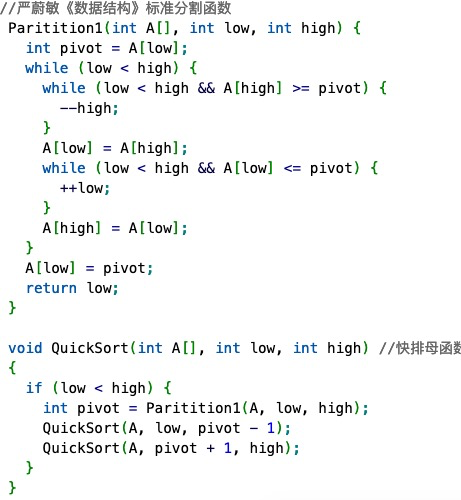 //严蔚敏《数据结构》标准分割函数
Paritition1(int A[], int low, int high) {
  int pivot = A[low];
  while (low < high) {
    while (low < high && A[high] >= pivot) {
      --high;
    }
    A[low] = A[high];
    while (low < high && A[low] <= pivot) {
      ++low;
    }
    A[high] = A[low];
  }
  A[low] = pivot;
  return low;
}

void QuickSort(int A[], int low, int high) //快排母函数
{
  if (low < high) {
    int pivot = Paritition1(A, low, high);
    QuickSort(A, low, pivot - 1);
    QuickSort(A, pivot + 1, high);
  }
}